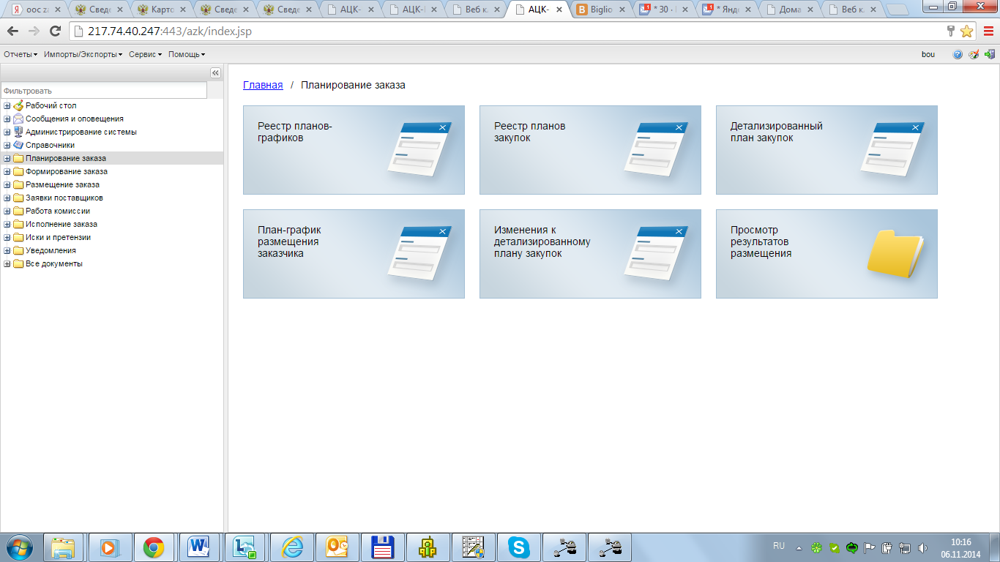 оос za
Сведе
Карто
Сведе
Сведе
АЦК-
АЦК-
Веб к
АЦК-
Biglio
* 30 ·
* Янд
Дома
Веб к
217.74.40.247:443/azk/index.jsp
Отчеты Импорты/Экспорты Сервис Помощь
bou
Фильтровать
Рабочий стол
Сообщения и оповещения
Администрирование системы
Справочники
Планирование заказа
Формирование заказа
Размещение заказа
Заявки поставщиков
Работа комиссии
Исполнение заказа
Иски и претензии
Уведомления
Все документы
Главная / Планирование заказа
Реестр планов-
графиков
Реестр планов
закупок
Детализированный
план закупок
План-график
размещения
заказчика
Изменения к
детализированному
плану закупок
Просмотр
результатов
размещения
RU
10:16
06.11.2014